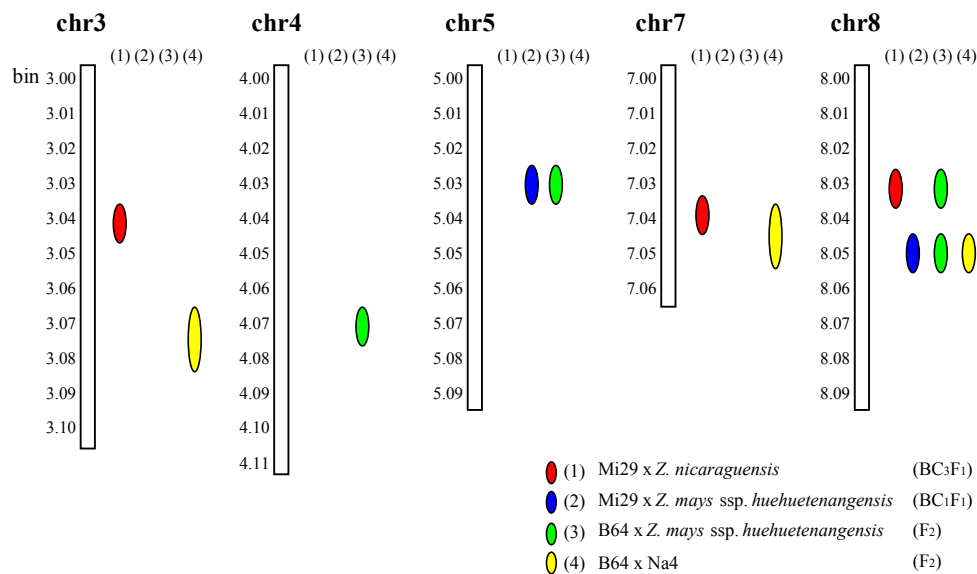 chr3 chr4 chr5 chr7 chr8
(1) (2) (3) (4) (1) (2) (3) (4) (1) (2) (3) (4) (1) (2) (3) (4) (1) (2) (3) (4)
bin 3.00 4.00 5.00 7.00 8.00
3.01 4.01 5.01 7.01 8.01
3.02 4.02 5.02 7.02 8.02
3.03 4.03 5.03 7.03 8.03
3.04 4.04 5.04 7.04 8.04
3.05 4.05 5.05 7.05 8.05
3.06 4.06 5.06 7.06 8.06
3.07 4.07 5.07 8.07
3.08 4.08 5.08 8.08
3.09 4.09 5.09 8.09
3.10 4.10
4.11
(1) Mi29 x Z. nicaraguensis (BC3F1)
(2) Mi29 x Z. mays ssp. huehuetenangensis (BC1F1)
(3) B64 x Z. mays ssp. huehuetenangensis (F2)
(4) B64 x Na4 (F2)